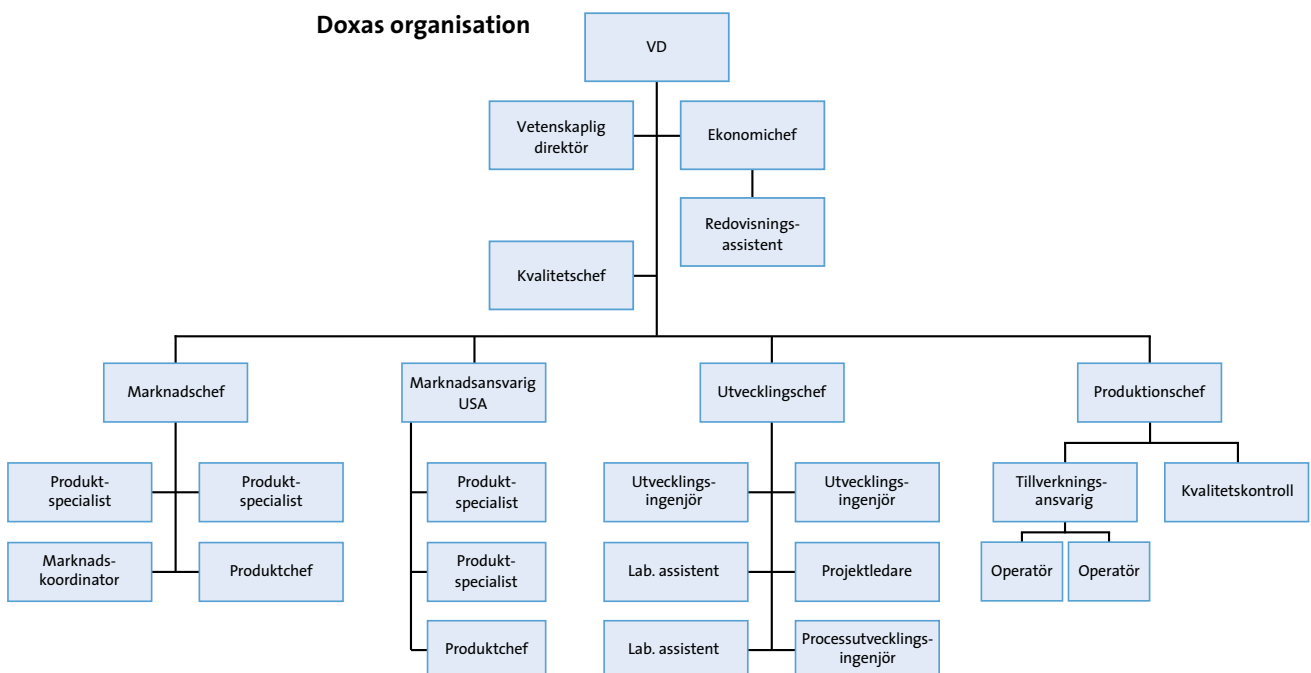 Doxas organisation
VD
Vetenskaplig
direktör
Ekonomichef
Redovisnings-
assistent
Kvalitetschef
Marknadschef
Marknadsansvarig
USA
Utvecklingschef
Produktionschef
Produkt-
specialist
Produkt-
specialist
Marknads-
koordinator
Produktchef
Produkt-
specialist
Produkt-
specialist
Produktchef
Utvecklings-
ingenjör
Utvecklings-
ingenjör
Lab. assistent
Projektledare
Lab. assistent
Processutvecklings-
ingenjör
Tillverknings-
ansvarig
Kvalitetskontroll
Operatör
Operatör